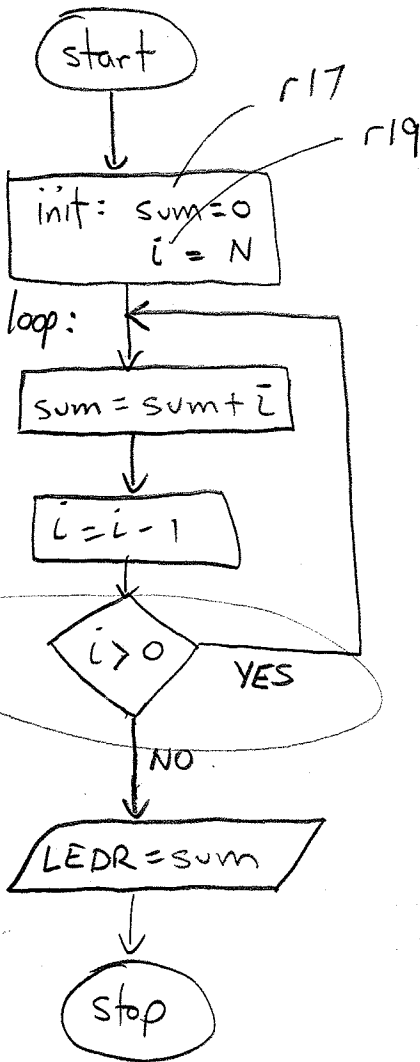 start
r17
r19
init: sum=0
i = N
loop:
sum = sum + i
i = i - 1
i > 0
YES
NO
LEDR = sum
stop